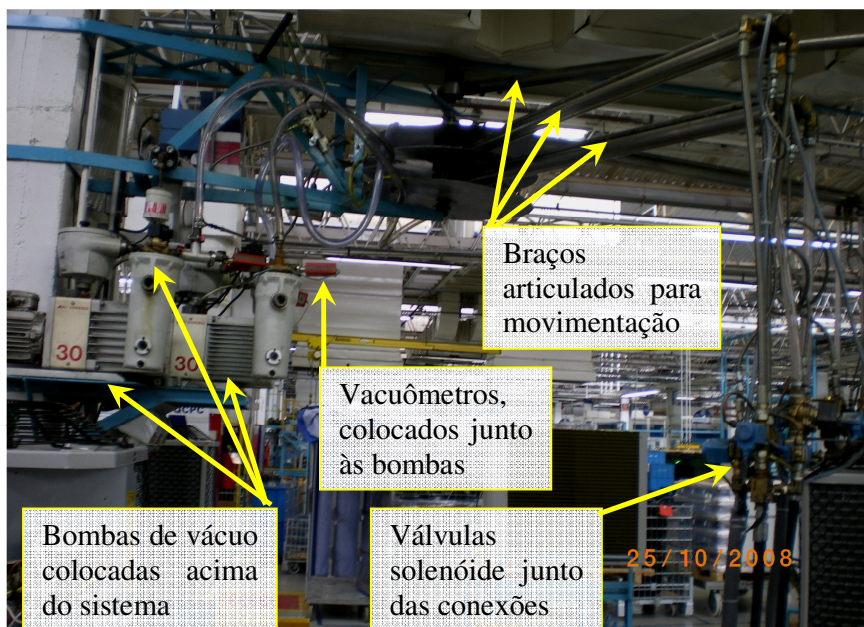 Braços
articulados para
movimentação
Vacuômetros,
colocados junto
às bombas
Bombas de vácuo
colocadas acima
do sistema
Válvulas
solenóide junto
das conexões
25/10/2008
30
30